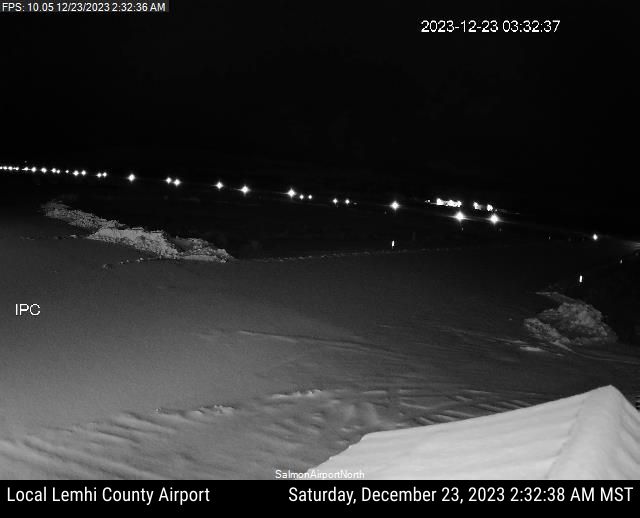 FPS: 10.05 12/23/2023 2:32:36 AM
2023-12-23 03:32:37
IPC
SalmonAirportNorth
Local Lemhi County Airport
Saturday, December 23, 2023 2:32:38 AM MST